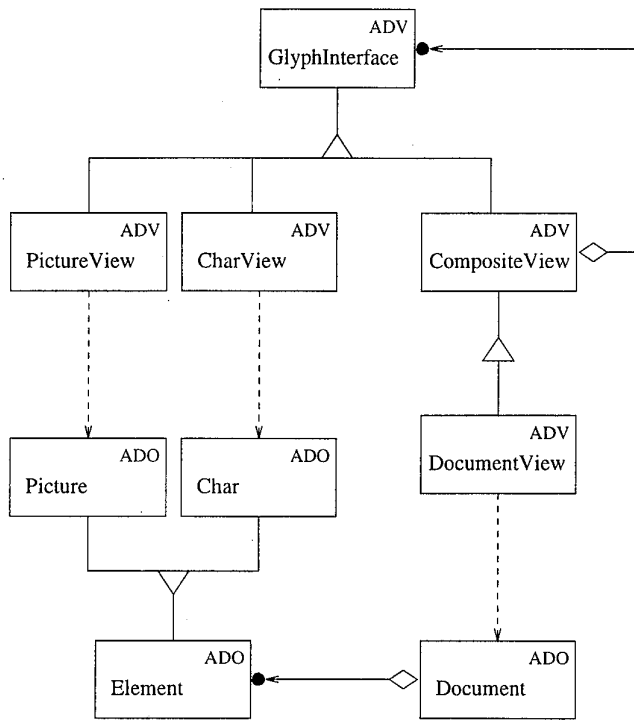 ADV
GlyphInterface
ADV
PictureView
ADV
CharView
ADV
CompositeView
ADV
DocumentView
ADO
Picture
ADO
Char
ADO
Element
ADO
Document